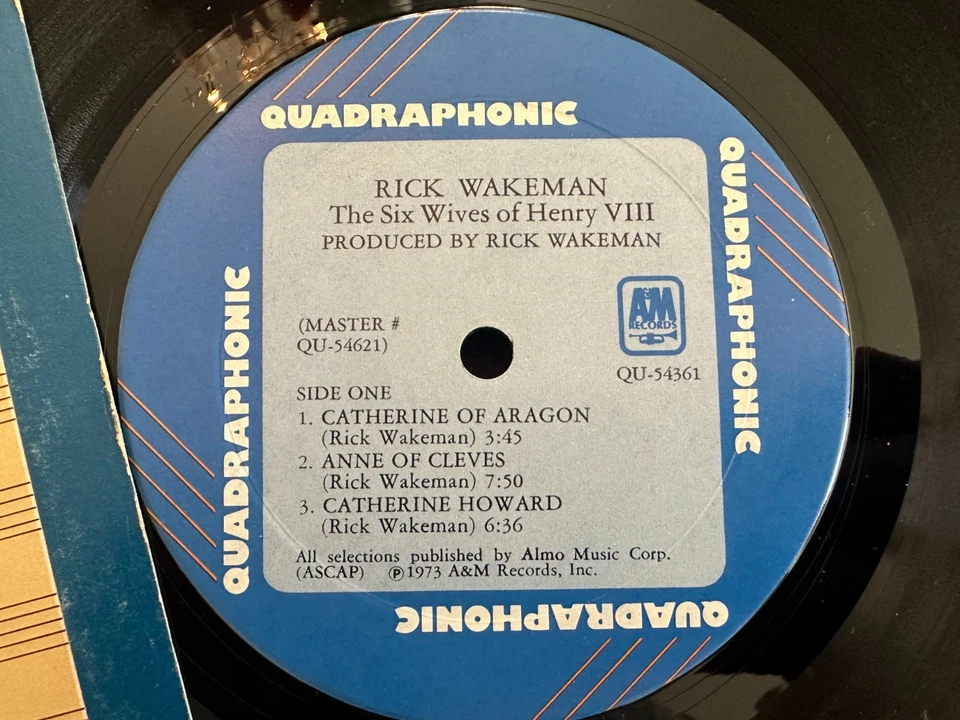 QUADRAPHONIC
RICK WAKEMAN
The Six Wives of Henry VIII
PRODUCED BY RICK WAKEMAN
(MASTER #
QU-54621)
A&M
RECORDS
QU-54361
SIDE ONE
1. CATHERINE OF ARAGON
(Rick Wakeman) 3:45
2. ANNE OF CLEVES
(Rick Wakeman) 7:50
3. CATHERINE HOWARD
(Rick Wakeman) 6:36
All selections published by Almo Music Corp.
(ASCAP) ℗1973 A&M Records, Inc.
QUADRAPHONIC
QUADRAPHONIC
QUADRAPHONIC